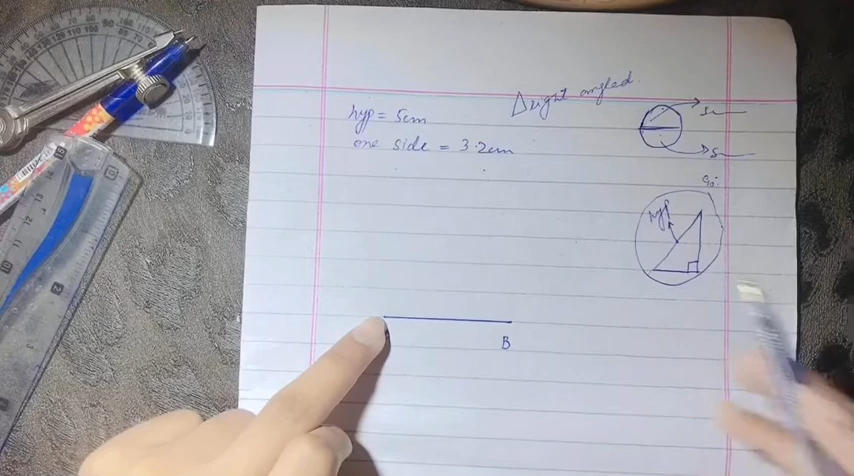 hyp = 5cm
one side = 3.2cm
△ right angled
90°
hyp
B